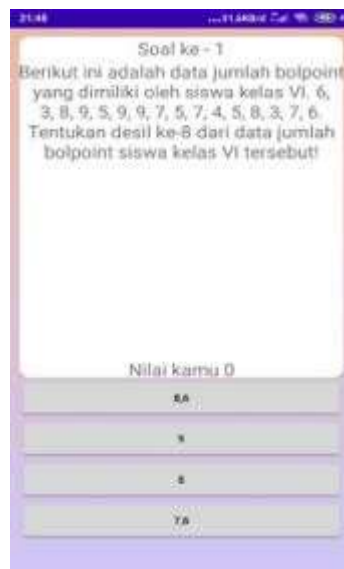 21:48
Soal ke - 1
Berikut ini adalah data jumlah bolpoint
yang dimiliki oleh siswa kelas VI. 6,
3, 8, 9, 5, 9, 9, 7, 5, 7, 4, 5, 8, 3, 7, 6.
Tentukan desil ke-8 dari data jumlah
bolpoint siswa kelas VI tersebut!
Nilai kamu 0
8,6
9
8
7,6